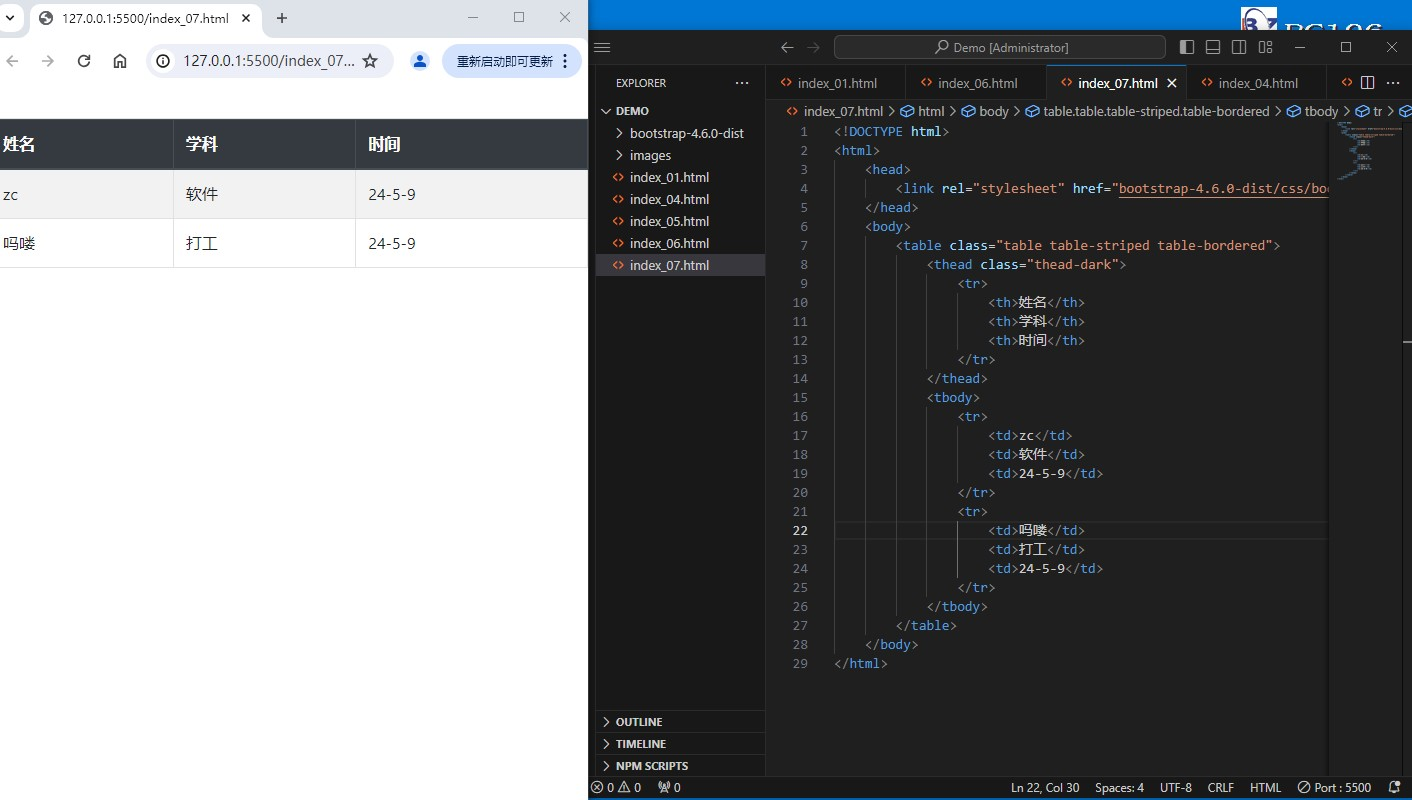 127.0.0.1:5500/index_07.html
127.0.0.1:5500/index_07...
重新启动即可更新
姓名 学科 时间
zc 软件 24-5-9
吗喽 打工 24-5-9
Demo [Administrator]
EXPLORER
DEMO
bootstrap-4.6.0-dist
images
index_01.html
index_04.html
index_05.html
index_06.html
index_07.html
OUTLINE
TIMELINE
NPM SCRIPTS
index_01.html index_06.html index_07.html index_04.html
index_07.html > html > body > table.table.table-striped.table-bordered > tbody > tr >
1 <!DOCTYPE html>
2 <html>
3 <head>
4 <link rel="stylesheet" href="bootstrap-4.6.0-dist/css/boo
5 </head>
6 <body>
7 <table class="table table-striped table-bordered">
8 <thead class="thead-dark">
9 <tr>
10 <th>姓名</th>
11 <th>学科</th>
12 <th>时间</th>
13 </tr>
14 </thead>
15 <tbody>
16 <tr>
17 <td>zc</td>
18 <td>软件</td>
19 <td>24-5-9</td>
20 </tr>
21 <tr>
22 <td>吗喽</td>
23 <td>打工</td>
24 <td>24-5-9</td>
25 </tr>
26 </tbody>
27 </table>
28 </body>
29 </html>
0 0 0 Ln 22, Col 30 Spaces: 4 UTF-8 CRLF HTML Port : 5500